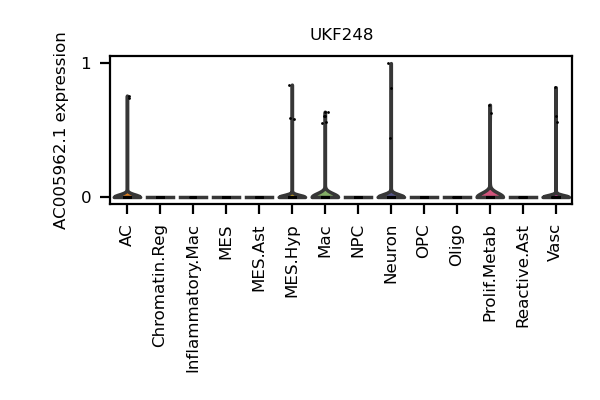 UKF248
AC005962.1 expression
1
0
AC
Chromatin.Reg
Inflammatory.Mac
MES
MES.Ast
MES.Hyp
Mac
NPC
Neuron
OPC
Oligo
Prolif.Metab
Reactive.Ast
Vasc